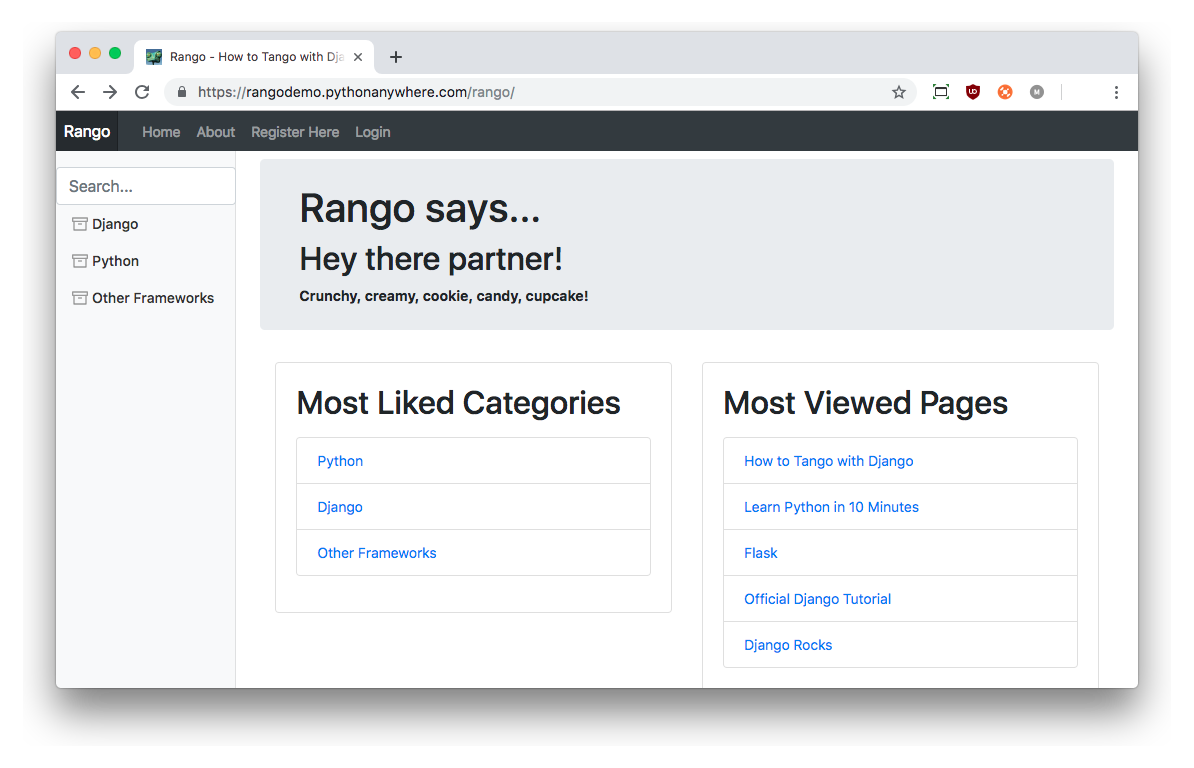 Rango - How to Tango with Dja
https://rangodemo.pythonanywhere.com/rango/
UD
M
Rango Home About Register Here Login
Search...
Django
Python
Other Frameworks
Rango says...
Hey there partner!
Crunchy, creamy, cookie, candy, cupcake!
Most Liked Categories
Python
Django
Other Frameworks
Most Viewed Pages
How to Tango with Django
Learn Python in 10 Minutes
Flask
Official Django Tutorial
Django Rocks